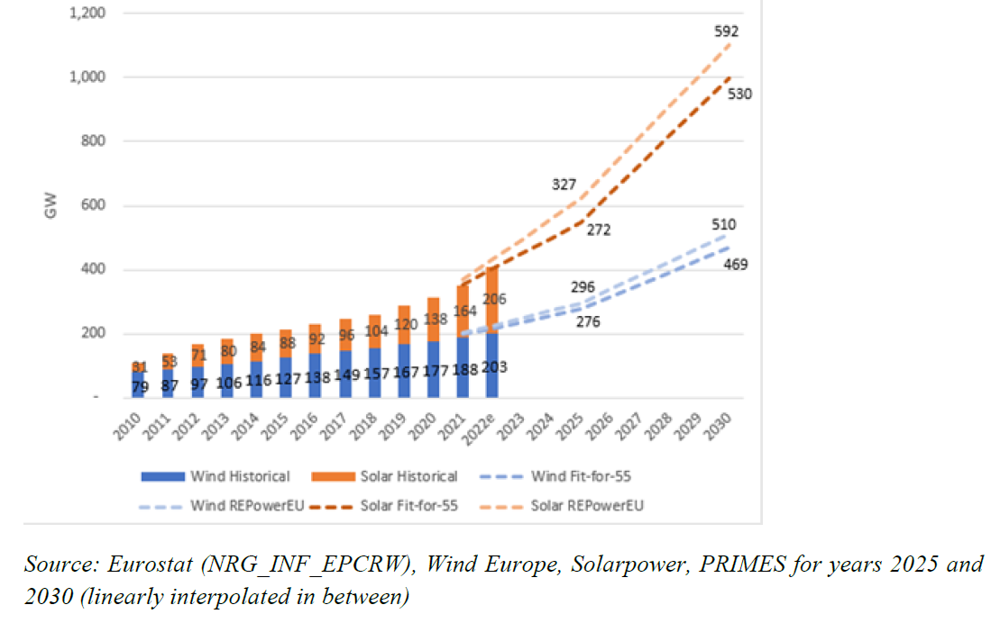 1,200
1,000
800
600
400
200
-
GW
592
530
327
272
510
469
296
276
31 53 71 80 84 88 92 96 104 120 138 164 206
79 87 97 106 116 127 138 149 157 167 177 188 203
2010 2011 2012 2013 2014 2015 2016 2017 2018 2019 2020 2021 2022e 2023 2024 2025 2026 2027 2028 2029 2030
Wind Historical Solar Historical Wind Fit-for-55
Wind REPowerEU Solar Fit-for-55 Solar REPowerEU
Source: Eurostat (NRG_INF_EPCRW), Wind Europe, Solarpower, PRIMES for years 2025 and
2030 (linearly interpolated in between)